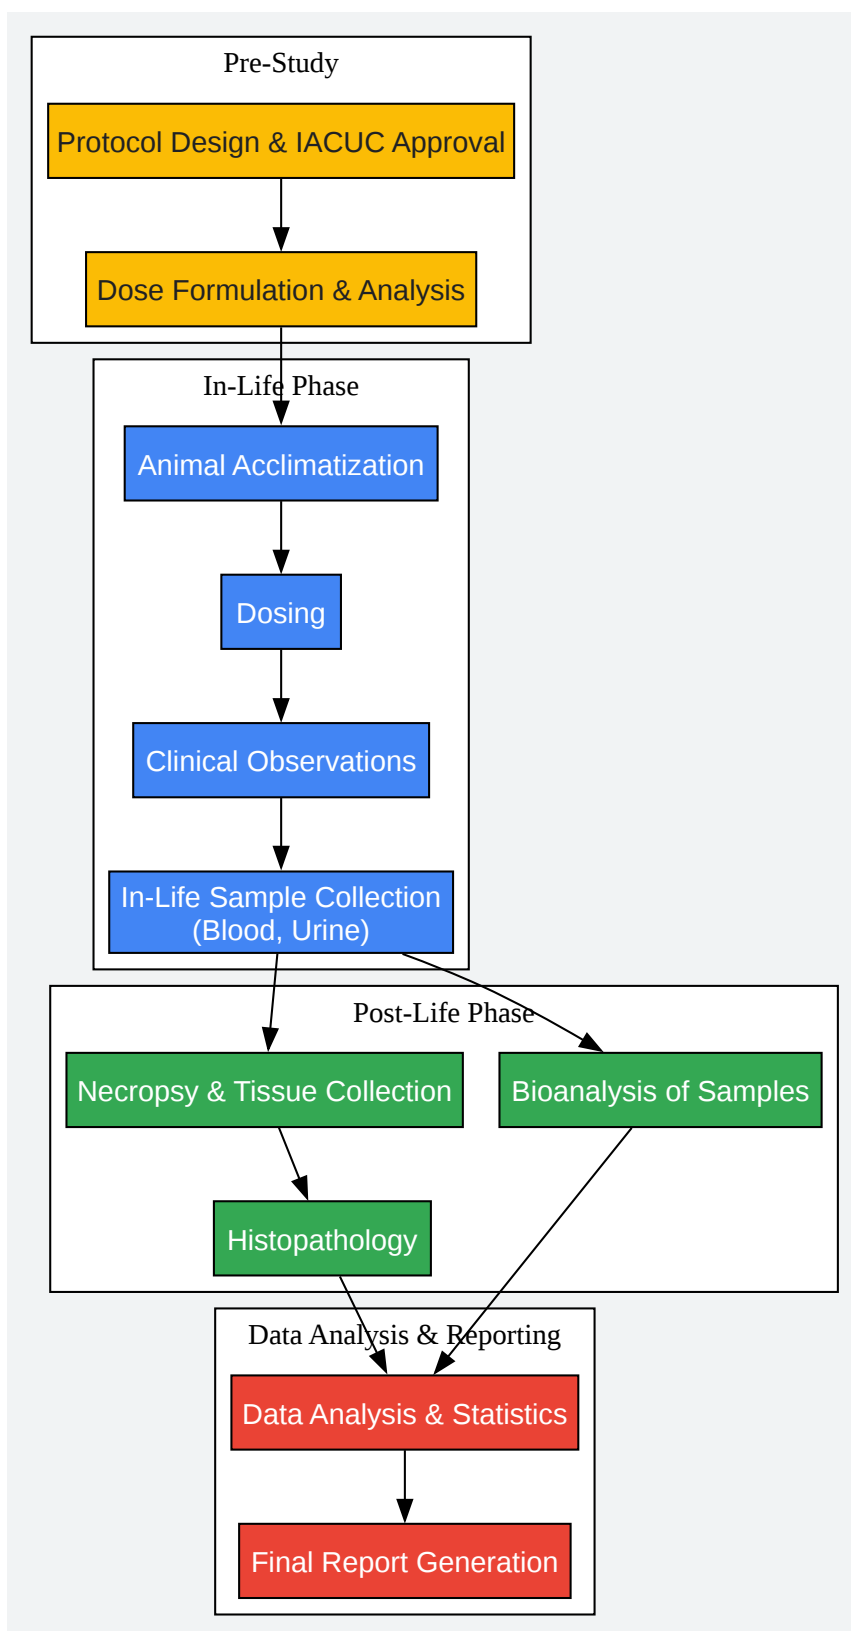 Pre-Study
Protocol Design & IACUC Approval
Dose Formulation & Analysis
In-Life Phase
Animal Acclimatization
Dosing
Clinical Observations
In-Life Sample Collection
(Blood, Urine)
Post-Life Phase
Necropsy & Tissue Collection
Bioanalysis of Samples
Histopathology
Data Analysis & Reporting
Data Analysis & Statistics
Final Report Generation